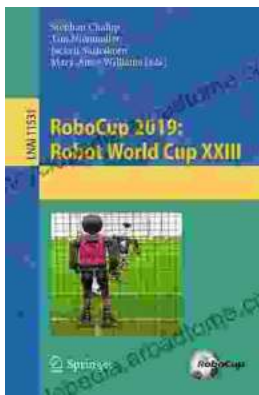 Stephan Chalup
Tim Niemueller
Jackrit Suthakorn
Mary-Anne Williams (Eds.)
LNAI 11531
RoboCup 2019:
Robot World Cup XXIII
Springer
RoboCup